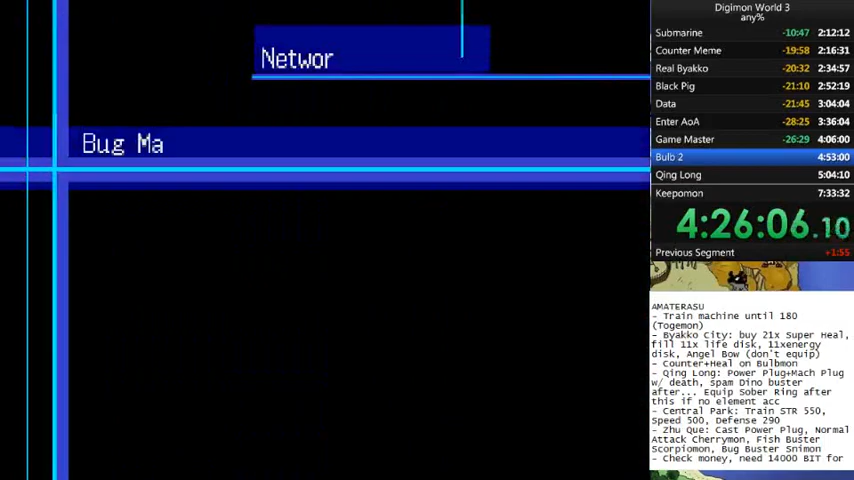 Networ
Bug Ma
Digimon World 3
any%
Submarine -10:47 2:12:12
Counter Meme -19:58 2:16:31
Real Byakko -20:32 2:34:57
Black Pig -21:10 2:52:19
Data -21:45 3:04:04
Enter AoA -28:25 3:36:04
Game Master -26:29 4:06:00
Bulb 2 4:53:00
Qing Long 5:04:10
Keepomon 7:33:32
4:26:06.10
Previous Segment +1:55
AMATERASU
- Train machine until 180
(Togemon)
- Byakko City: buy 21x Super Heal,
fill 11x life disk, 11xenergy
disk, Angel Bow (don't equip)
- Counter+Heal on Bulbmon
- Qing Long: Power Plug+Mach Plug
w/ death, spam Dino buster
after... Equip Sober Ring after
this if no element acc
- Central Park: Train STR 550,
Speed 500, Defense 290
- Zhu Que: Cast Power Plug, Normal
Attack Cherrymon, Fish Buster
Scorpiomon, Bug Buster Snimon
- Check money, need 14000 BIT for